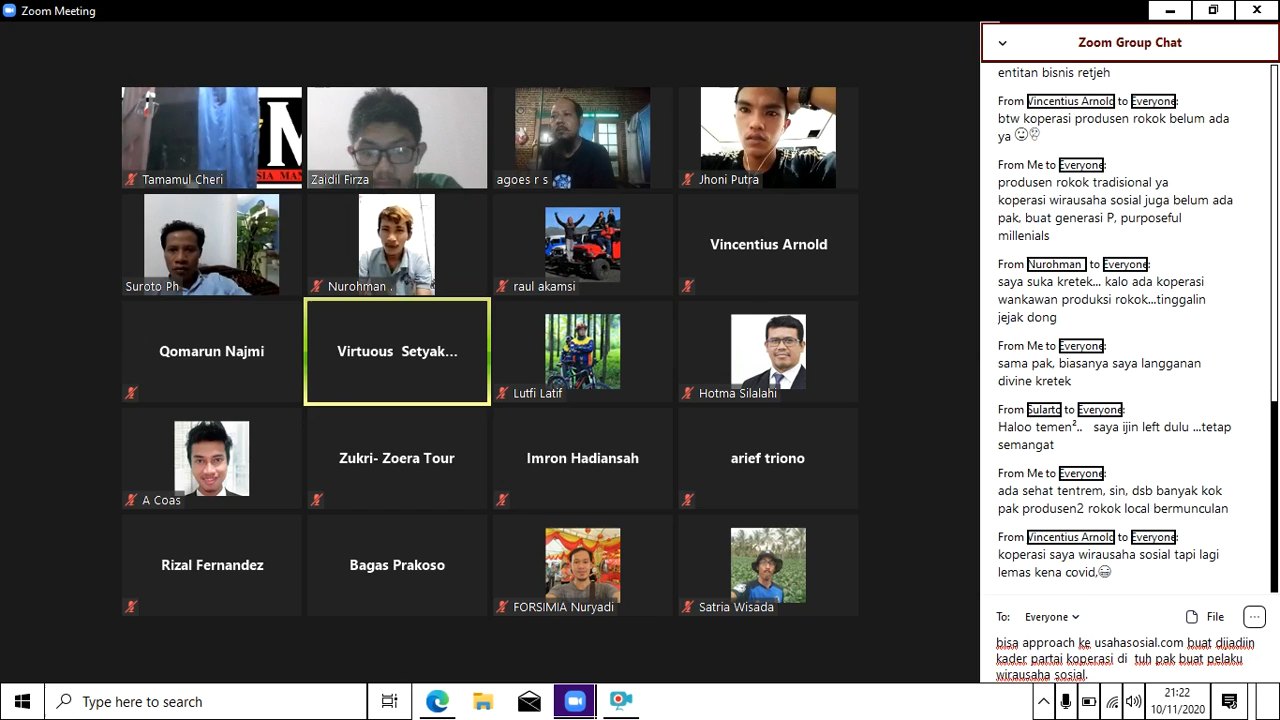 Zoom Meeting
M
SIA MAN
Tamamul Cheri
Zaidil Firza
agoes r s
Jhoni Putra
Suroto Ph
Nurohman .
raul akamsi
Vincentius Arnold
Qomarun Najmi
Virtuous Setyak...
Lutfi Latif
Hotma Silalahi
A Coas
Zukri- Zoera Tour
Imron Hadiansah
arief triono
Rizal Fernandez
Bagas Prakoso
FORSIMIA Nuryadi
Satria Wisada
Zoom Group Chat
entitan bisnis retjeh
From Vincentius Arnold to Everyone:
btw koperasi produsen rokok belum ada
ya
From Me to Everyone:
produsen rokok tradisional ya
koperasi wirausaha sosial juga belum ada
pak, buat generasi P, purposeful
millenials
From Nurohman to Everyone:
saya suka kretek... kalo ada koperasi
wankawan produksi rokok...tinggalin
jejak dong
From Me to Everyone:
sama pak, biasanya saya langganan
divine kretek
From Sularto to Everyone:
Haloo temen².. saya ijin left dulu ...tetap
semangat
From Me to Everyone:
ada sehat tentrem, sin, dsb banyak kok
pak produsen2 rokok local bermunculan
From Vincentius Arnold to Everyone:
koperasi saya wirausaha sosial tapi lagi
lemas kena covid,😂
To: Everyone File ...
bisa approach ke usahasosial.com buat dijadiin
kader partai koperasi di tuh pak buat pelaku
wirausaha sosial.
Type here to search
21:22
10/11/2020